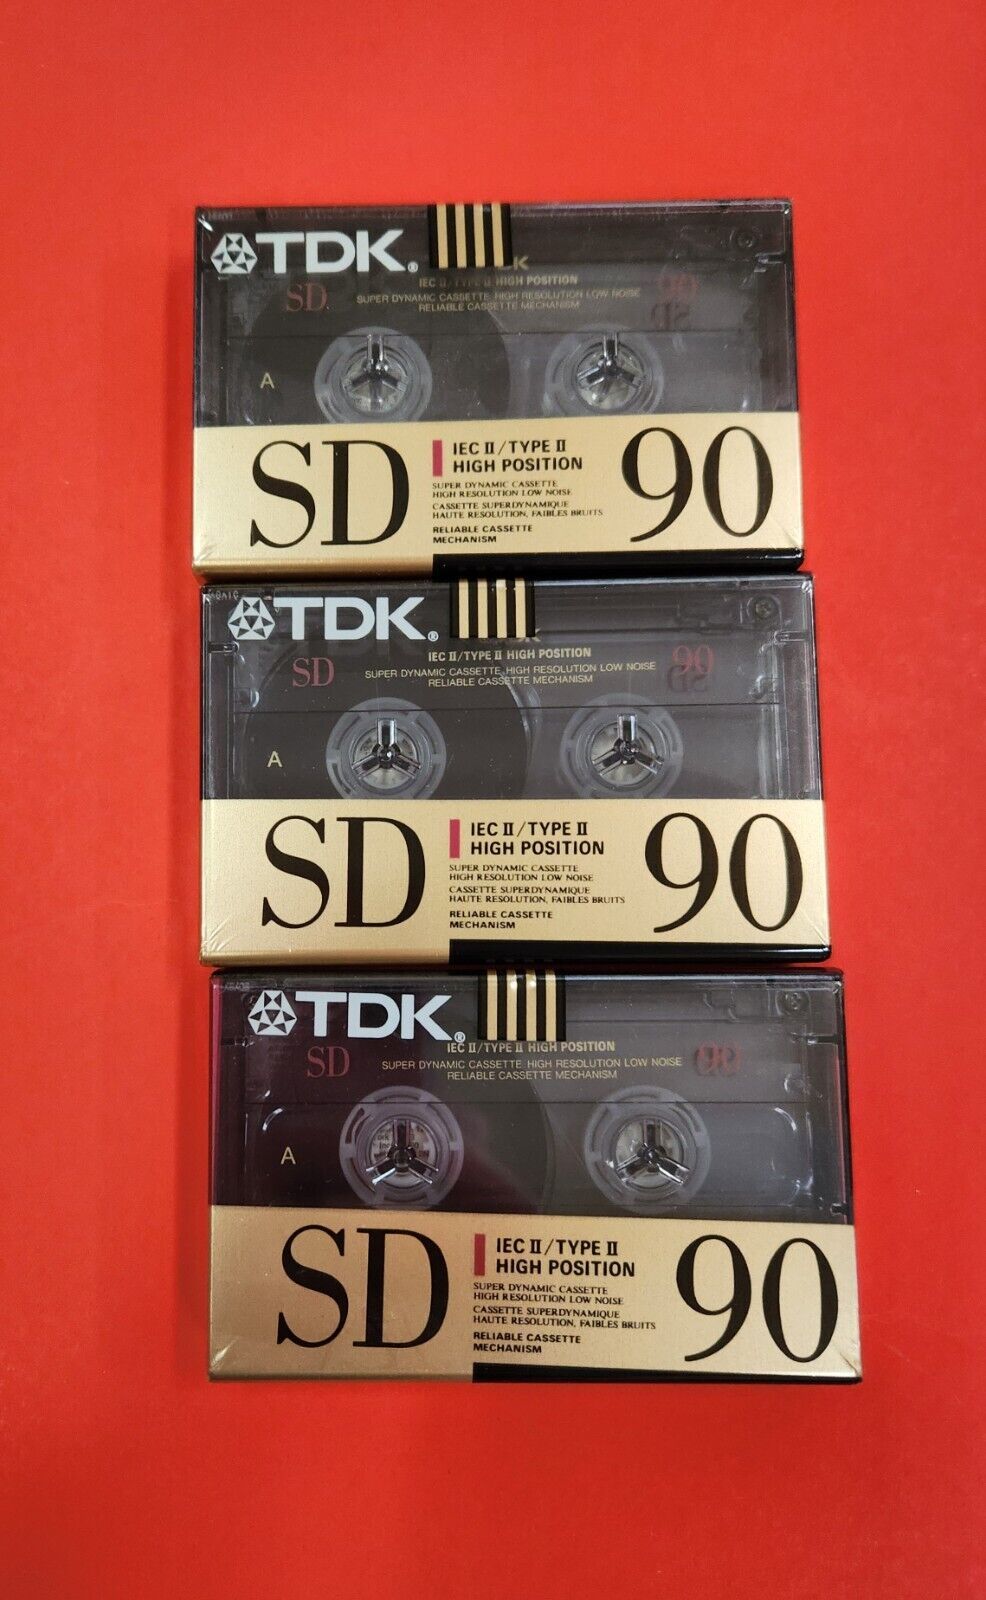 TDK®
IEC II / TYPE II HIGH POSITION
SD
SUPER DYNAMIC CASSETTE HIGH RESOLUTION LOW NOISE
RELIABLE CASSETTE MECHANISM
A
SD
IEC II / TYPE II
HIGH POSITION
90
SUPER DYNAMIC CASSETTE
HIGH RESOLUTION LOW NOISE
CASSETTE SUPERDYNAMIQUE
HAUTE RESOLUTION, FAIBLES BRUITS
RELIABLE CASSETTE
MECHANISM
TDK®
IEC II / TYPE II HIGH POSITION
SD
90
SUPER DYNAMIC CASSETTE HIGH RESOLUTION LOW NOISE
RELIABLE CASSETTE MECHANISM
A
SD
IEC II / TYPE II
HIGH POSITION
90
SUPER DYNAMIC CASSETTE
HIGH RESOLUTION LOW NOISE
CASSETTE SUPERDYNAMIQUE
HAUTE RESOLUTION, FAIBLES BRUITS
RELIABLE CASSETTE
MECHANISM
TDK®
IEC II / TYPE II HIGH POSITION
SD
90
SUPER DYNAMIC CASSETTE HIGH RESOLUTION LOW NOISE
RELIABLE CASSETTE MECHANISM
A
SD
IEC II / TYPE II
HIGH POSITION
90
SUPER DYNAMIC CASSETTE
HIGH RESOLUTION LOW NOISE
CASSETTE SUPERDYNAMIQUE
HAUTE RESOLUTION, FAIBLES BRUITS
RELIABLE CASSETTE
MECHANISM